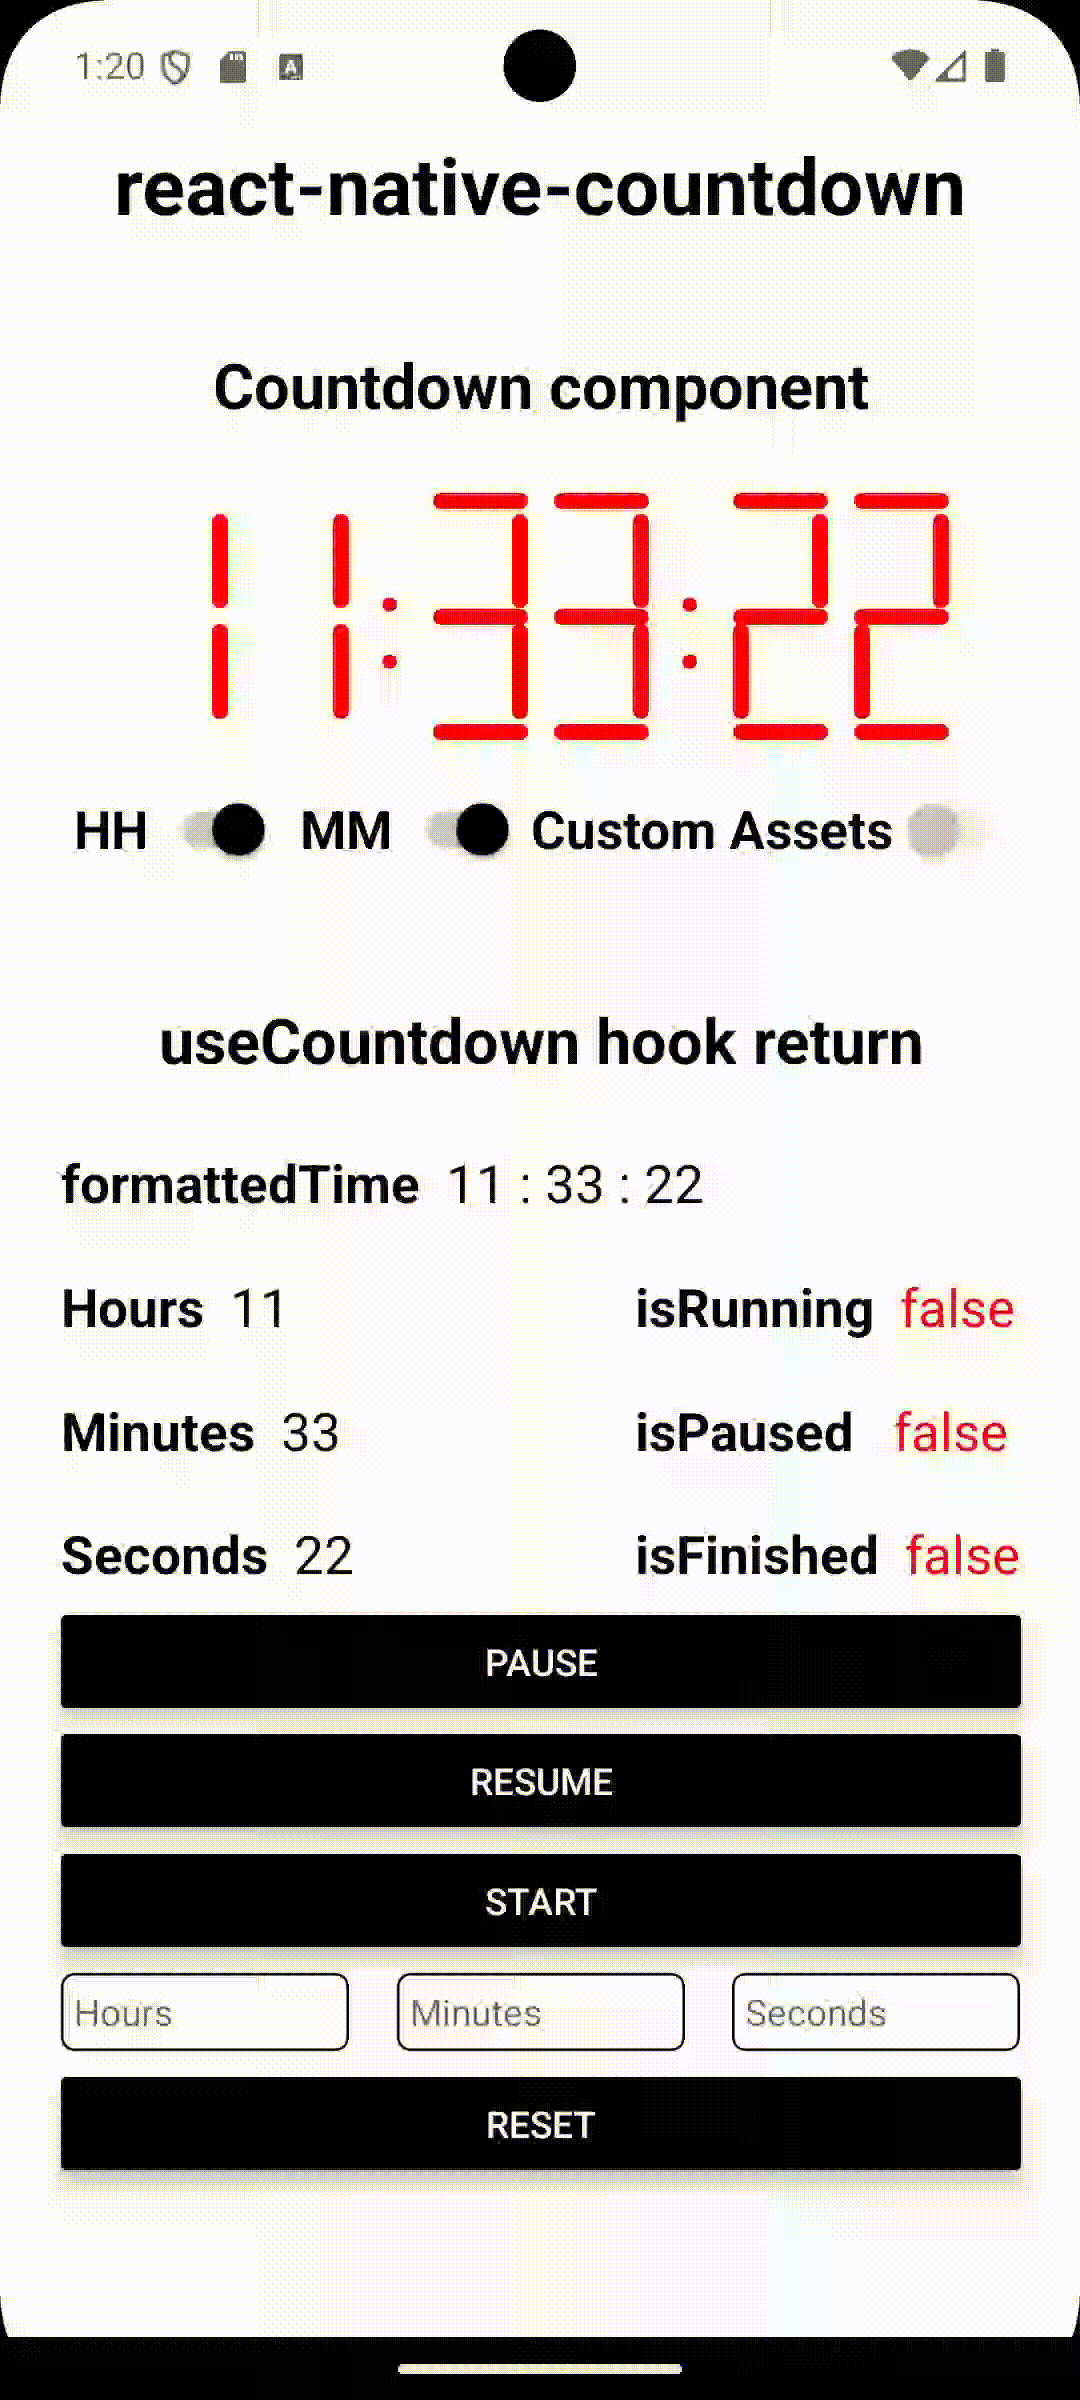 1:20
react-native-countdown
Countdown component
11:33:22
HH MM Custom Assets
useCountdown hook return
formattedTime 11 : 33 : 22
Hours 11 isRunning false
Minutes 33 isPaused false
Seconds 22 isFinished false
PAUSE
RESUME
START
Hours Minutes Seconds
RESET